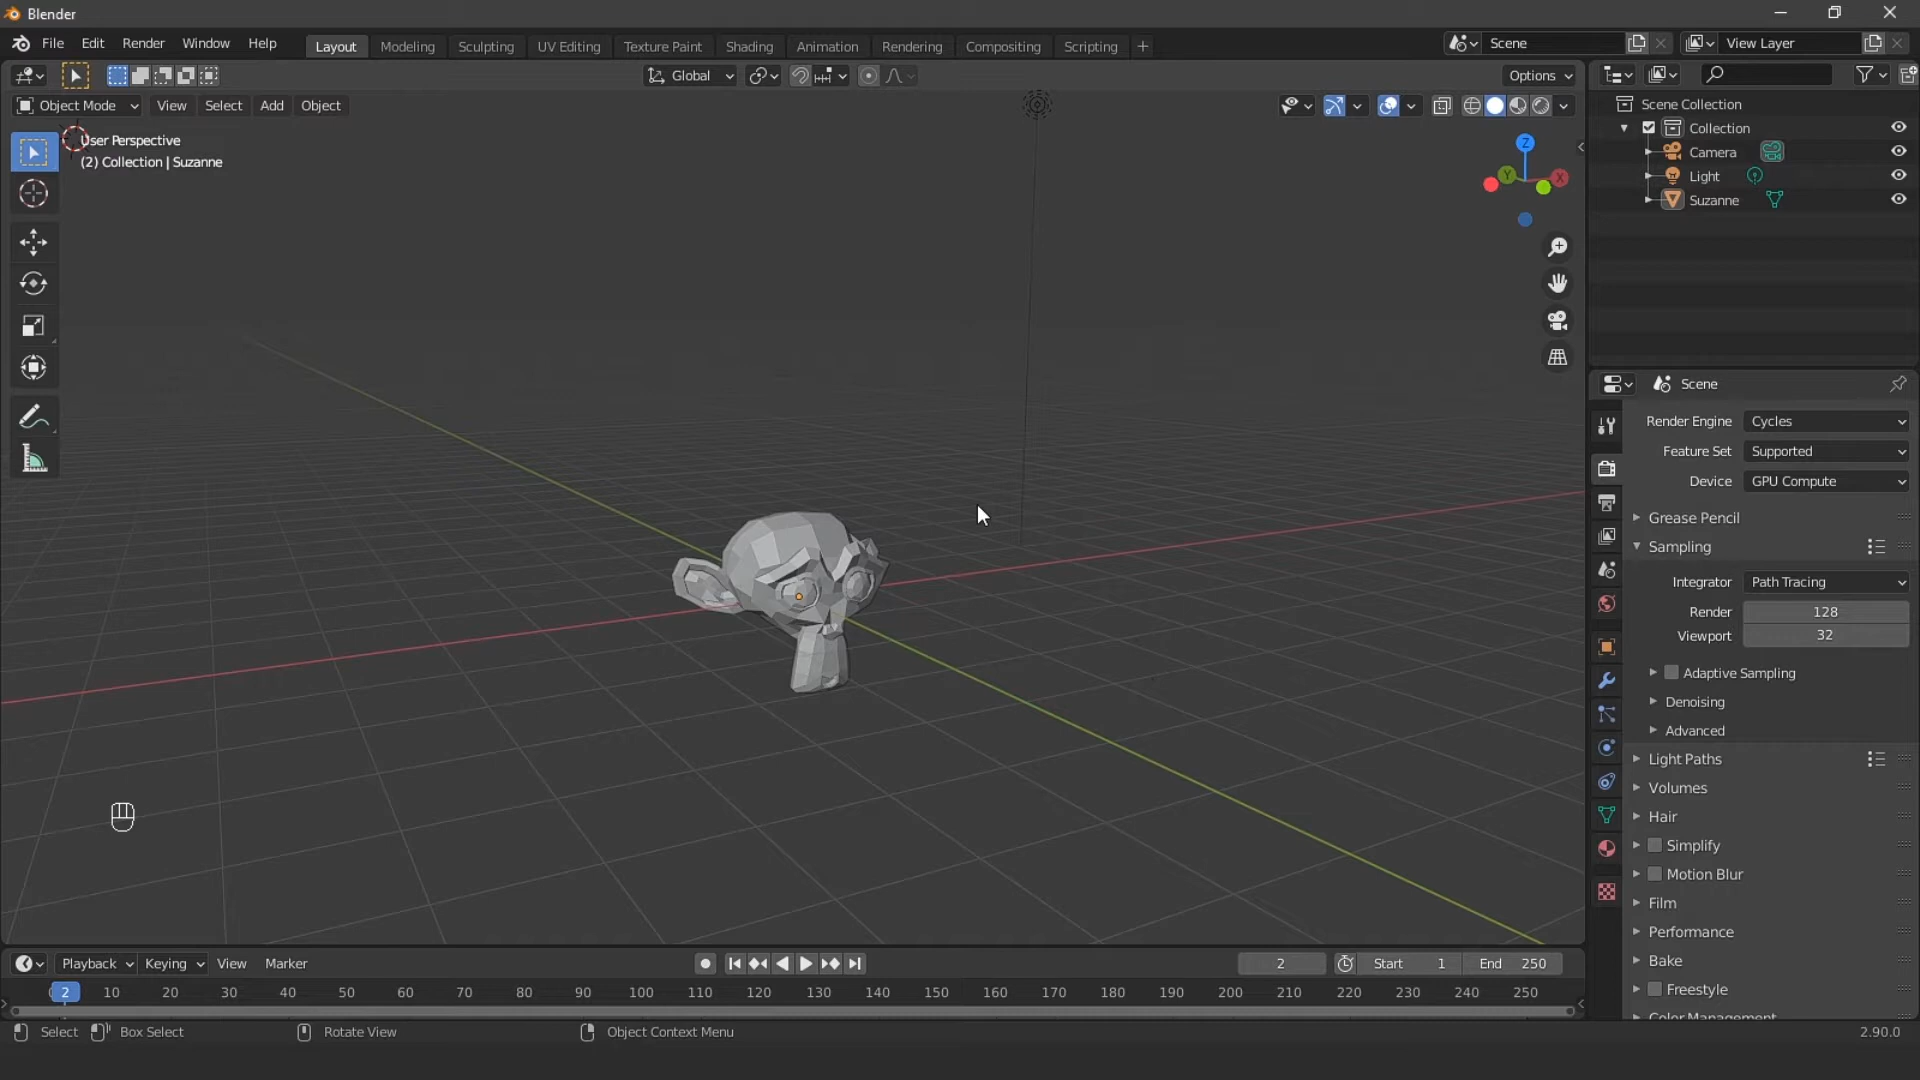 Blender
File Edit Render Window Help Layout Modeling Sculpting UV Editing Texture Paint Shading Animation Rendering Compositing Scripting + Scene View Layer
Global Options
Object Mode View Select Add Object
User Perspective
(2) Collection | Suzanne
Z
Y
X
Scene Collection
Collection
Camera
Light
Suzanne
Scene
Render Engine Cycles
Feature Set Supported
Device GPU Compute
Grease Pencil
Sampling
Integrator Path Tracing
Render 128
Viewport 32
Adaptive Sampling
Denoising
Advanced
Light Paths
Volumes
Hair
Simplify
Motion Blur
Film
Performance
Bake
Freestyle
Color Management
Playback Keying View Marker 2 Start 1 End 250
2 10 20 30 40 50 60 70 80 90 100 110 120 130 140 150 160 170 180 190 200 210 220 230 240 250
Select Box Select Rotate View Object Context Menu 2.90.0